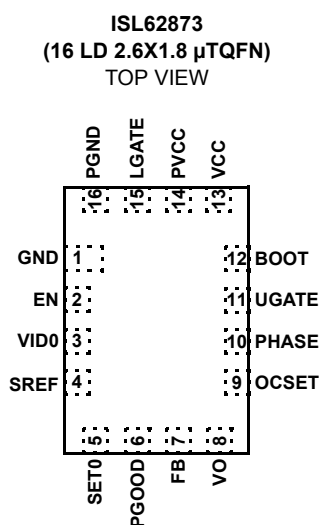 ISL62873
(16 LD 2.6X1.8 µTQFN)
TOP VIEW
PGND
LGATE
PVCC
VCC
16
15
14
13
GND 1
12 BOOT
EN 2
11 UGATE
VID0 3
10 PHASE
SREF 4
9 OCSET
5
6
7
8
SET0
PGOOD
FB
VO